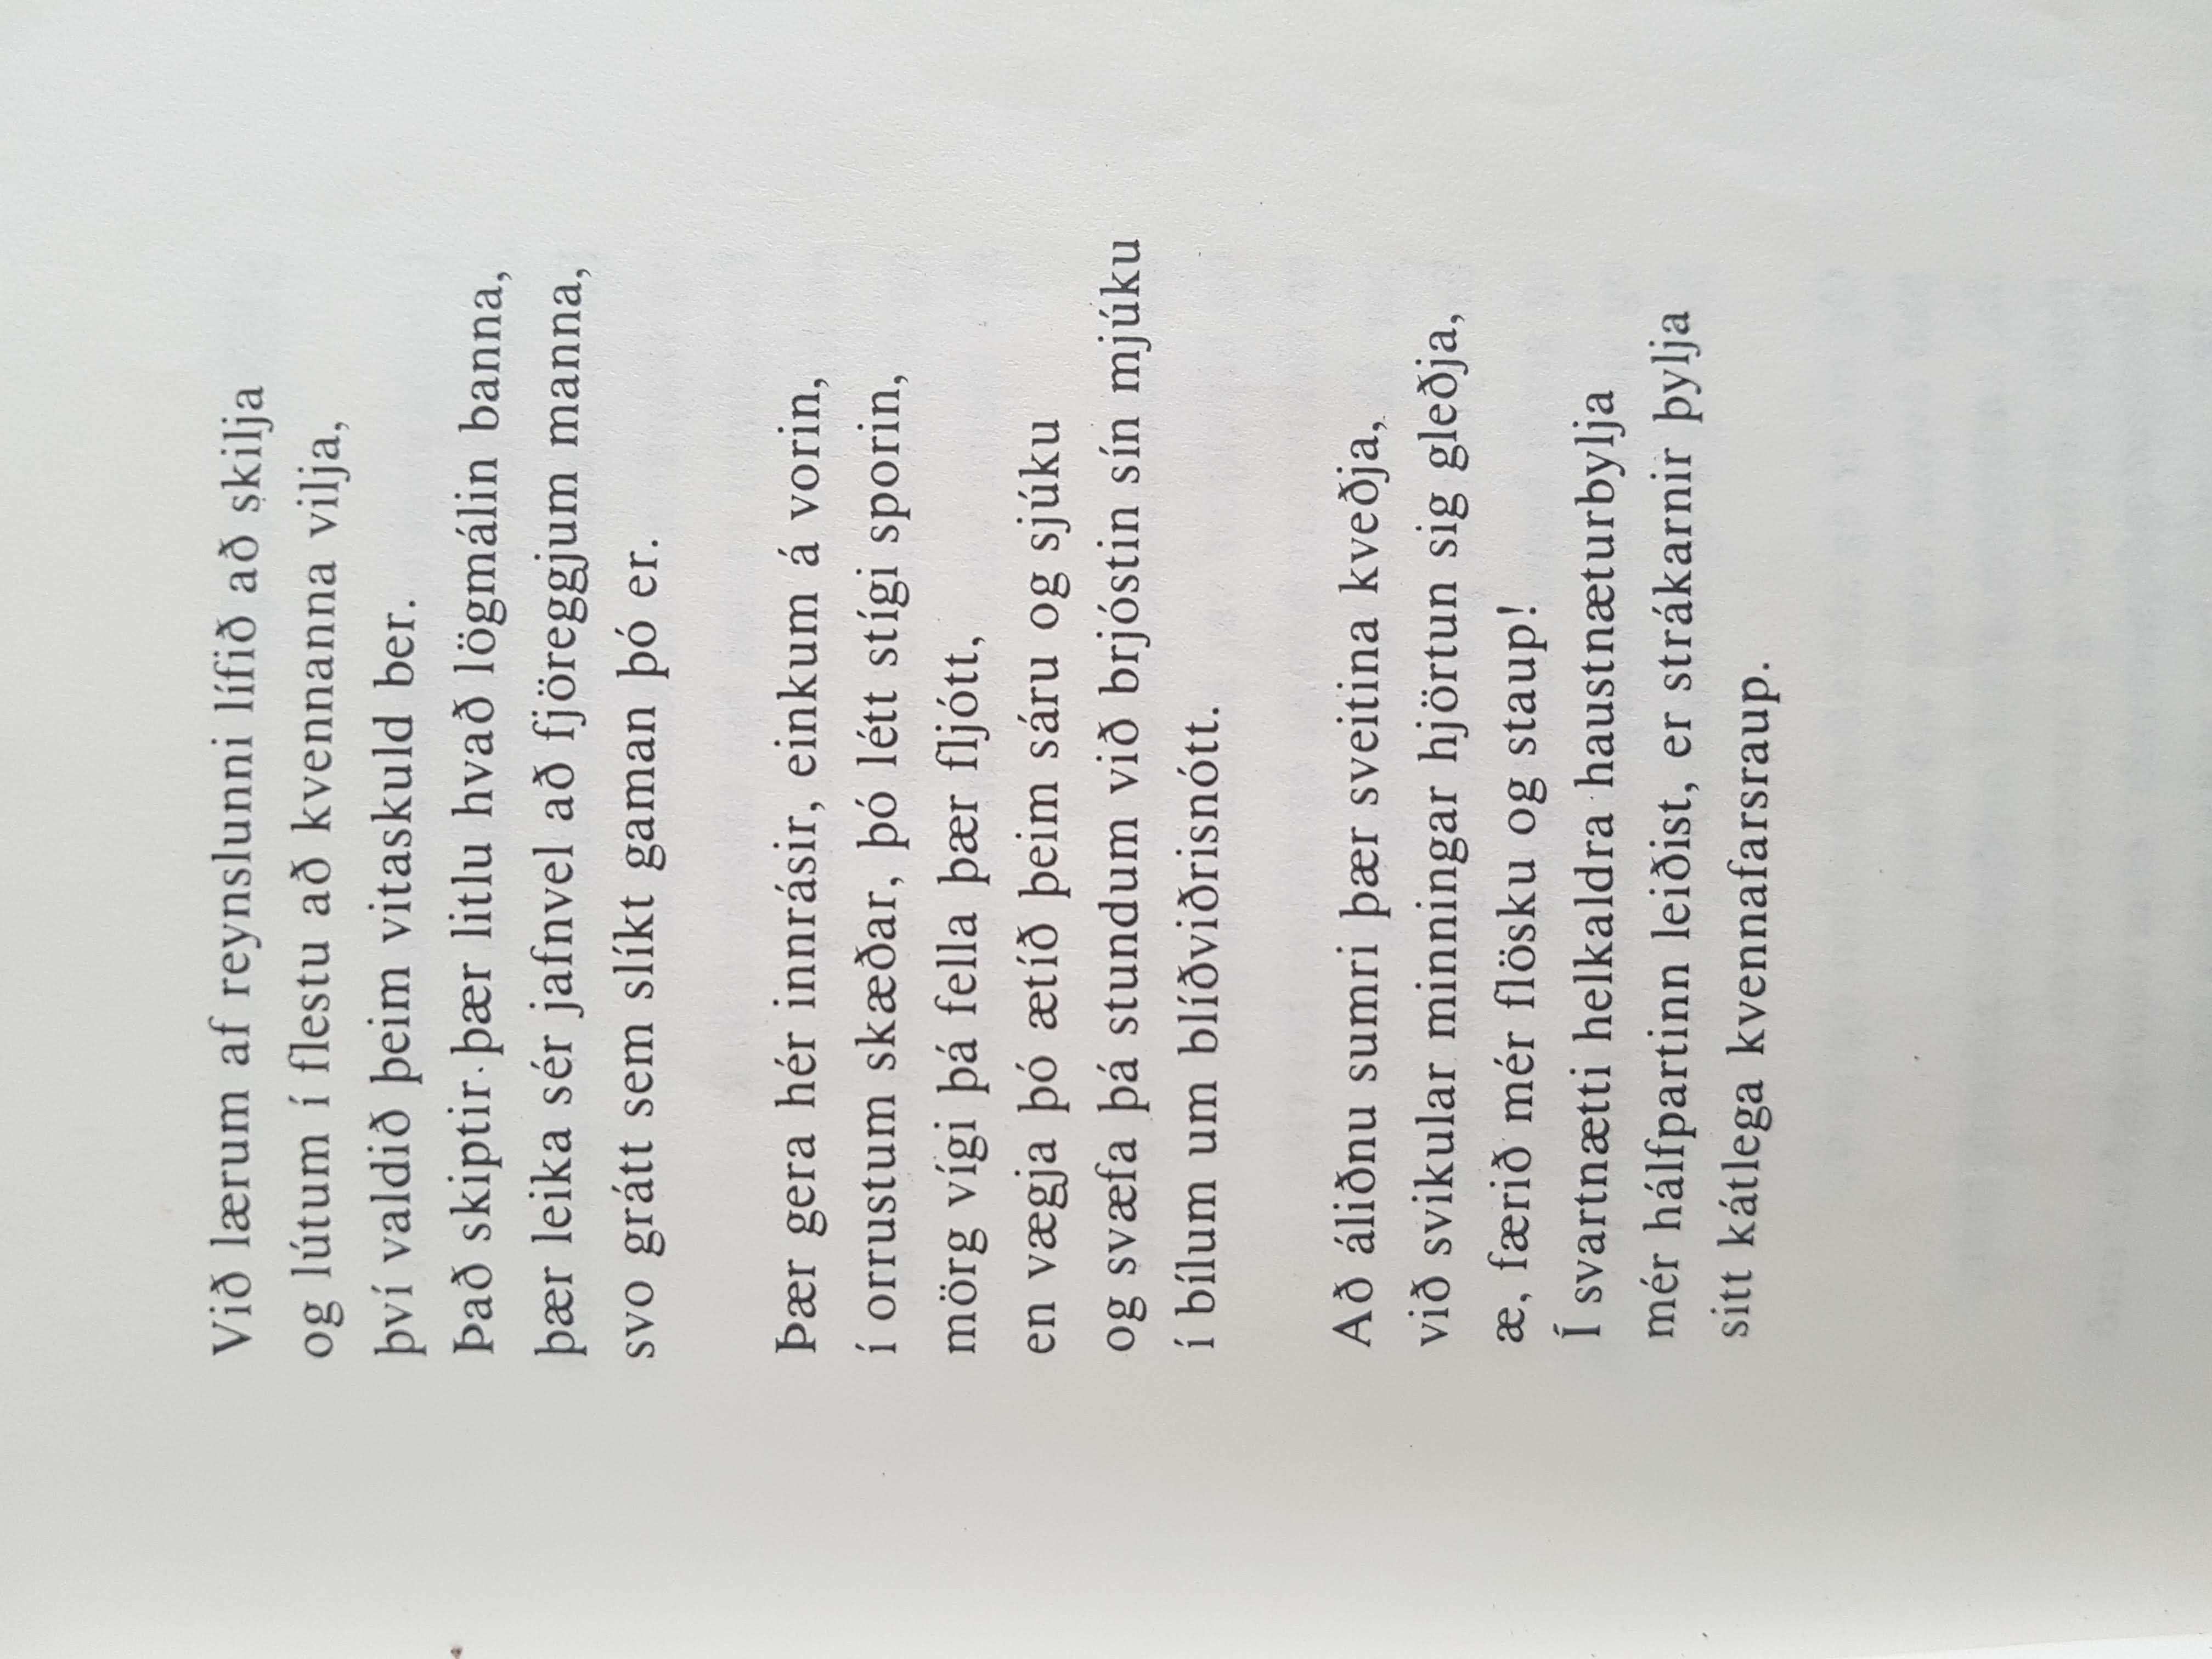 Við lærum af reynslunni lífið að skilja
og lútum í flestu að kvennanna vilja,
því valdið þeim vitaskuld ber.
Það skiptir þær litlu hvað lögmálin banna,
þær leika sér jafnvel að fjöreggjum manna,
svo grátt sem slíkt gaman þó er.

Þær gera hér innrásir, einkum á vorin,
í orrustum skæðar, þó létt stígi sporin,
mörg vígi þá fella þær fljótt,
en vægja þó ætíð þeim sáru og sjúku
og svæfa þá stundum við brjóstin sín mjúku
í bílum um blíðviðrisnótt.

Að áliðnu sumri þær sveitina kveðja,
við svikular minningar hjörtun sig gleðja,
æ, færið mér flösku og staup!
Í svartnætti helkaldra haustnæturbylja
mér hálfpartinn leiðist, er strákarnir þylja
sitt kátlega kvennafarsraup.